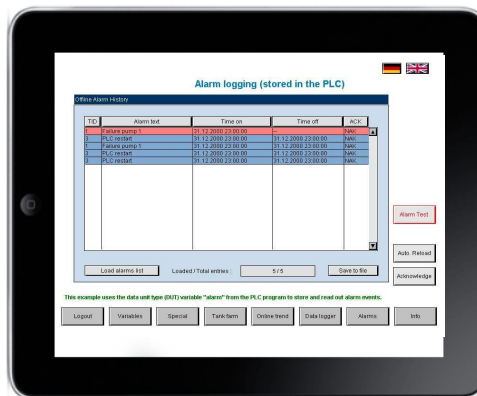 Alarm logging (stored in the PLC)
Offline Alarm History
TID Alarm text Time on Time off ACK
1 Failure pump 1 31.12.2000 23:00:00 -- NAK
3 PLC restart 31.12.2000 23:00:00 31.12.2000 23:00:00 NAK
1 Failure pump 1 31.12.2000 23:00:00 31.12.2000 23:00:00 NAK
3 PLC restart 31.12.2000 23:00:00 31.12.2000 23:00:00 NAK
3 PLC restart 31.12.2000 23:00:00 31.12.2000 23:00:00 NAK
Alarm Test
Auto. Reload
Load alarms list Loaded / Total entries : 5 / 5 Save to file
Acknowledge
This example uses the data unit type (DUT) variable "alarm" from the PLC program to store and read out alarm events.
Logout Variables Special Tank farm Online trend Data logger Alarms Info